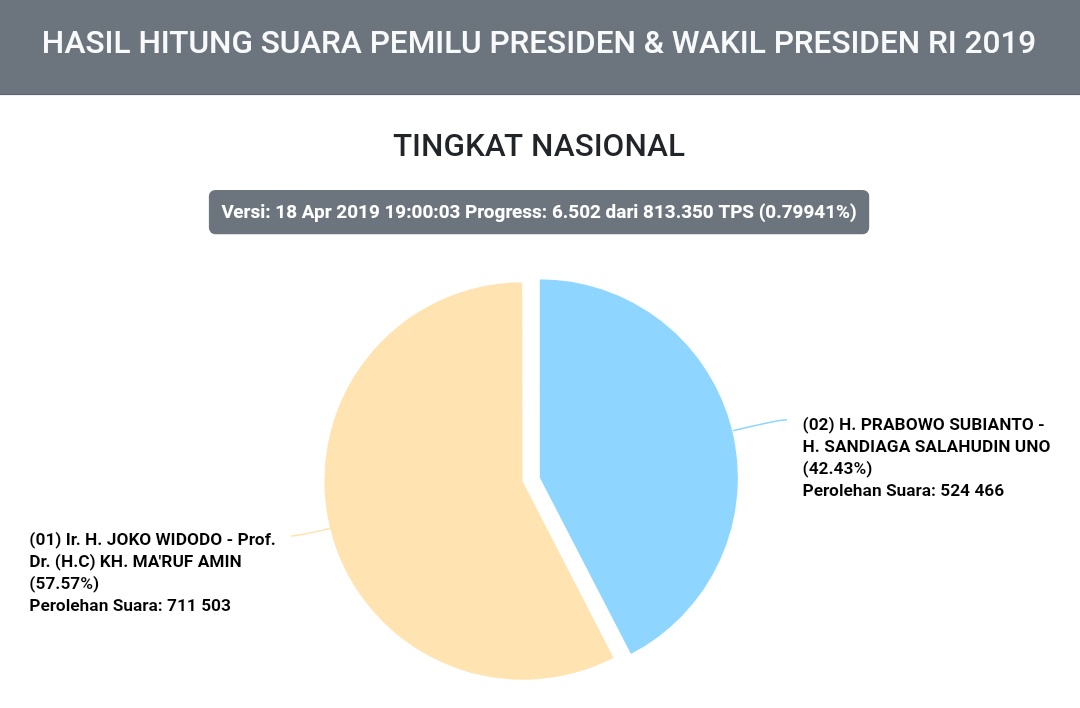 HASIL HITUNG SUARA PEMILU PRESIDEN & WAKIL PRESIDEN RI 2019
TINGKAT NASIONAL
Versi: 18 Apr 2019 19:00:03 Progress: 6.502 dari 813.350 TPS (0.79941%)
(02) H. PRABOWO SUBIANTO -
H. SANDIAGA SALAHUDIN UNO
(42.43%)
Perolehan Suara: 524 466
(01) Ir. H. JOKO WIDODO - Prof.
Dr. (H.C) KH. MA'RUF AMIN
(57.57%)
Perolehan Suara: 711 503